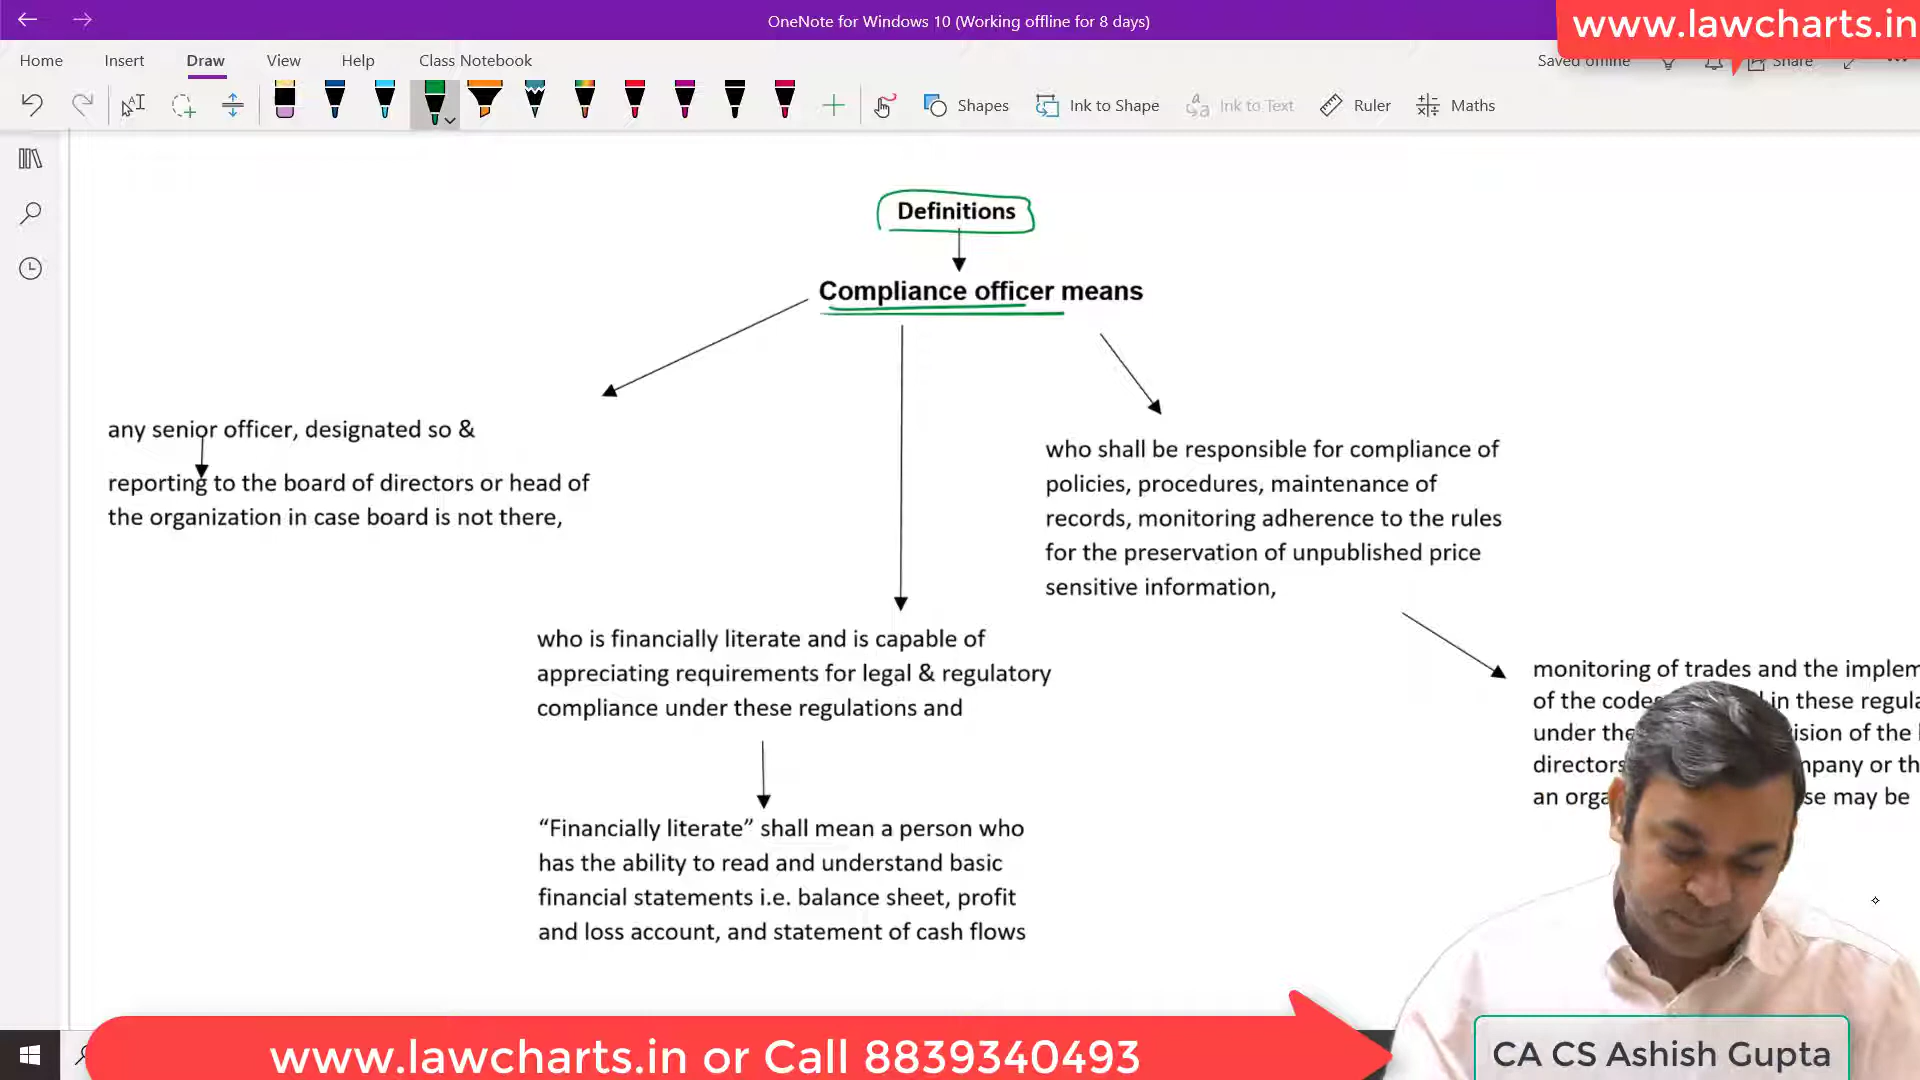 OneNote for Windows 10 (Working offline for 8 days)
www.lawcharts.in
Home Insert Draw View Help Class Notebook
Saved offline Share
Shapes Ink to Shape Ink to Text Ruler Maths
Definitions
Compliance officer means
any senior officer, designated so &
reporting to the board of directors or head of
the organization in case board is not there,
who shall be responsible for compliance of
policies, procedures, maintenance of
records, monitoring adherence to the rules
for the preservation of unpublished price
sensitive information,
who is financially literate and is capable of
appreciating requirements for legal & regulatory
compliance under these regulations and
monitoring of trades and the
of the in these
under the of the
directors or
an may be
“Financially literate” shall mean a person who
has the ability to read and understand basic
financial statements i.e. balance sheet, profit
and loss account, and statement of cash flows
www.lawcharts.in or Call 8839340493
CA CS Ashish Gupta